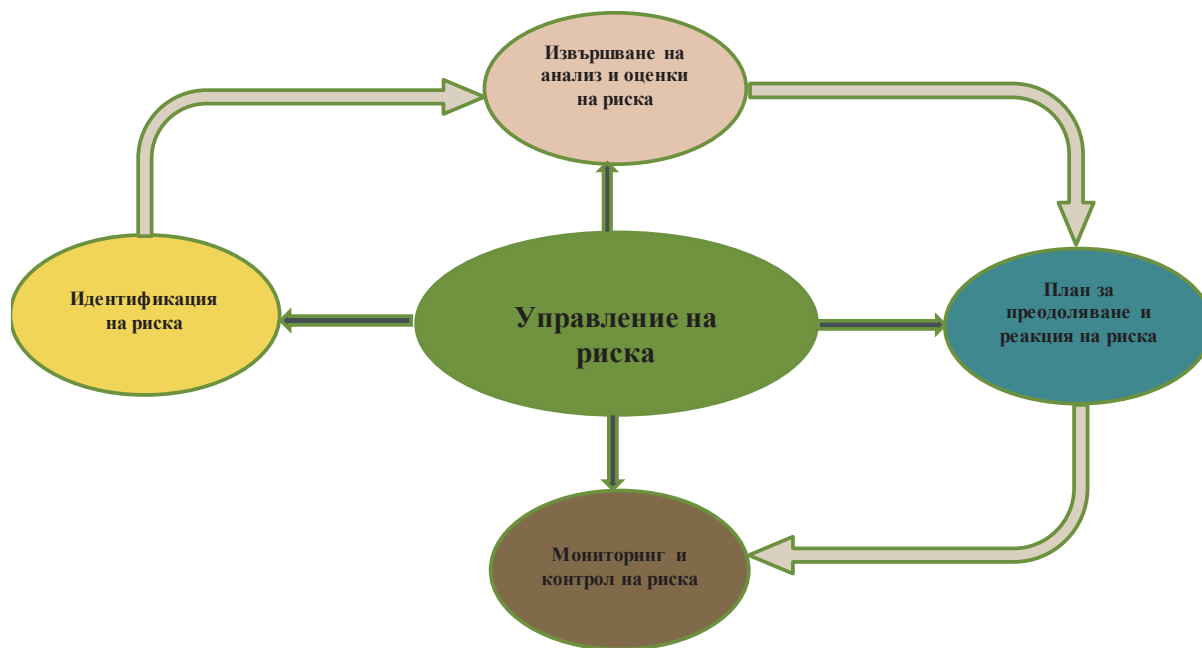 Извършване на
анализ и оценки
на риска
Идентификация
на риска
Управление на
риска
План за
преодоляване и
реакция на риска
Мониторинг и
контрол на риска